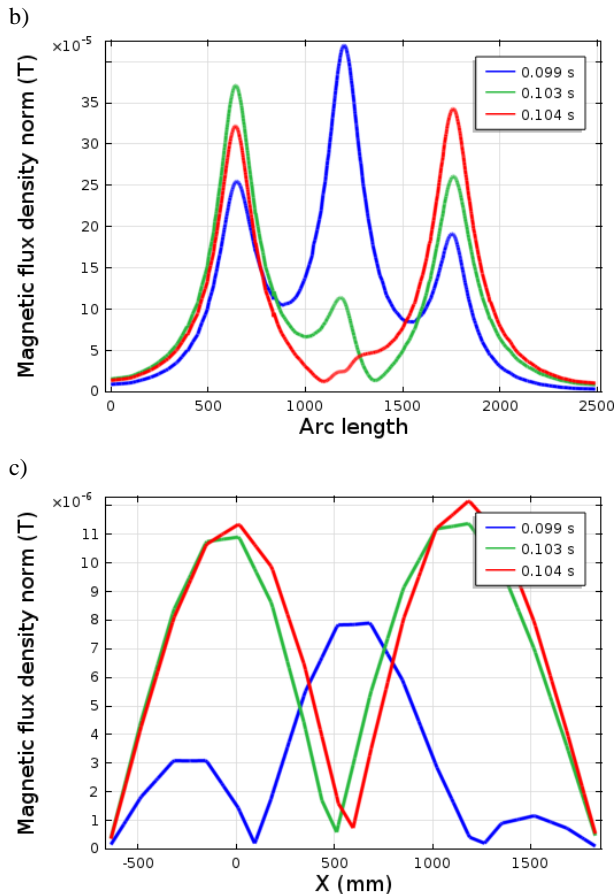 b)
×10⁻⁵
Magnetic flux density norm (T)
35
30
25
20
15
10
5
0
0.099 s
0.103 s
0.104 s
0 500 1000 1500 2000 2500
Arc length
c)
×10⁻⁶
Magnetic flux density norm (T)
11
10
9
8
7
6
5
4
3
2
1
0
0.099 s
0.103 s
0.104 s
-500 0 500 1000 1500
X (mm)